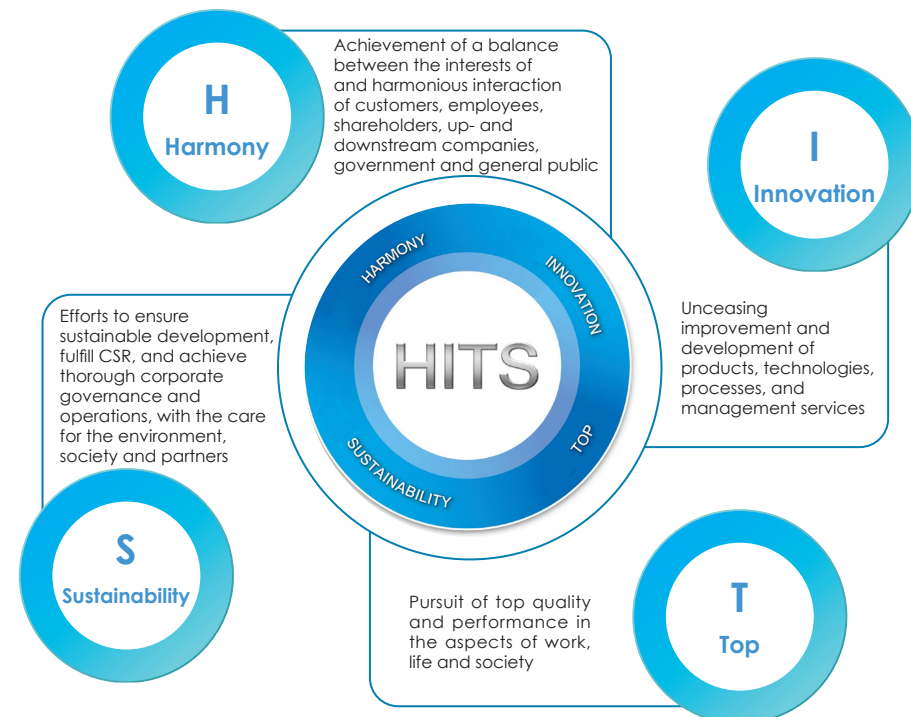 H
Harmony
Achievement of a balance
between the interests of
and harmonious interaction
of customers, employees,
shareholders, up- and
downstream companies,
government and general public
I
Innovation
Unceasing
improvement and
development of
products, technologies,
processes, and
management services
HARMONY
INNOVATION
HITS
SUSTAINABILITY
TOP
Efforts to ensure
sustainable development,
fulfill CSR, and achieve
thorough corporate
governance and
operations, with the care
for the environment,
society and partners
S
Sustainability
Pursuit of top quality
and performance in
the aspects of work,
life and society
T
Top